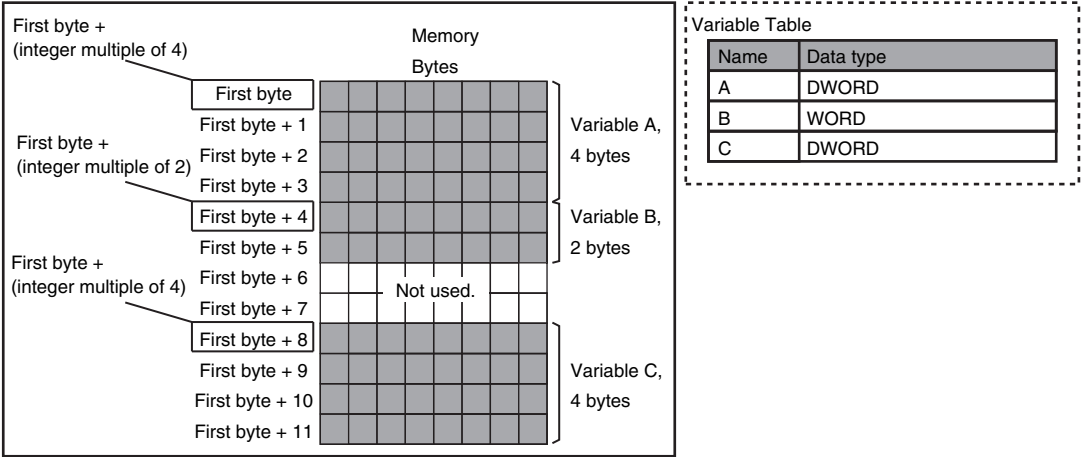 First byte +
(integer multiple of 4)
Memory
Bytes
First byte
First byte + 1
First byte + 2
First byte + 3
Variable A,
4 bytes
First byte +
(integer multiple of 2)
First byte + 4
First byte + 5
Variable B,
2 bytes
First byte +
(integer multiple of 4)
First byte + 6
First byte + 7
Not used.
First byte + 8
First byte + 9
First byte + 10
First byte + 11
Variable C,
4 bytes
Variable Table
Name Data type
A DWORD
B WORD
C DWORD